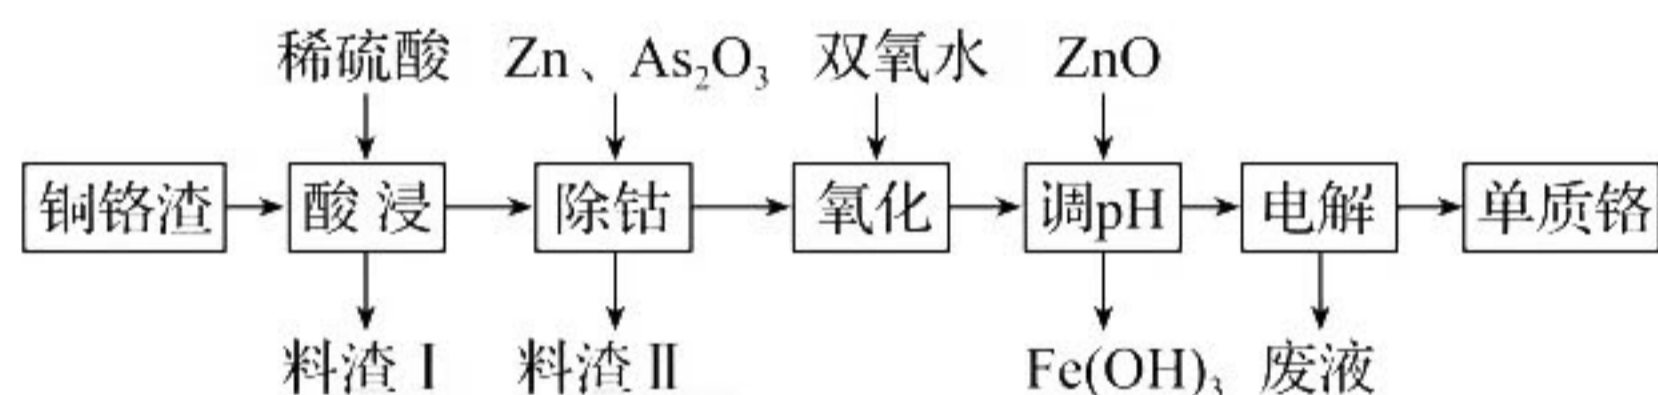 稀硫酸 Zn、As₂O₃ 双氧水 ZnO
铜铬渣 酸浸 除钴 氧化 调pH 电解 单质铬
料渣Ⅰ 料渣Ⅱ Fe(OH)₃ 废液